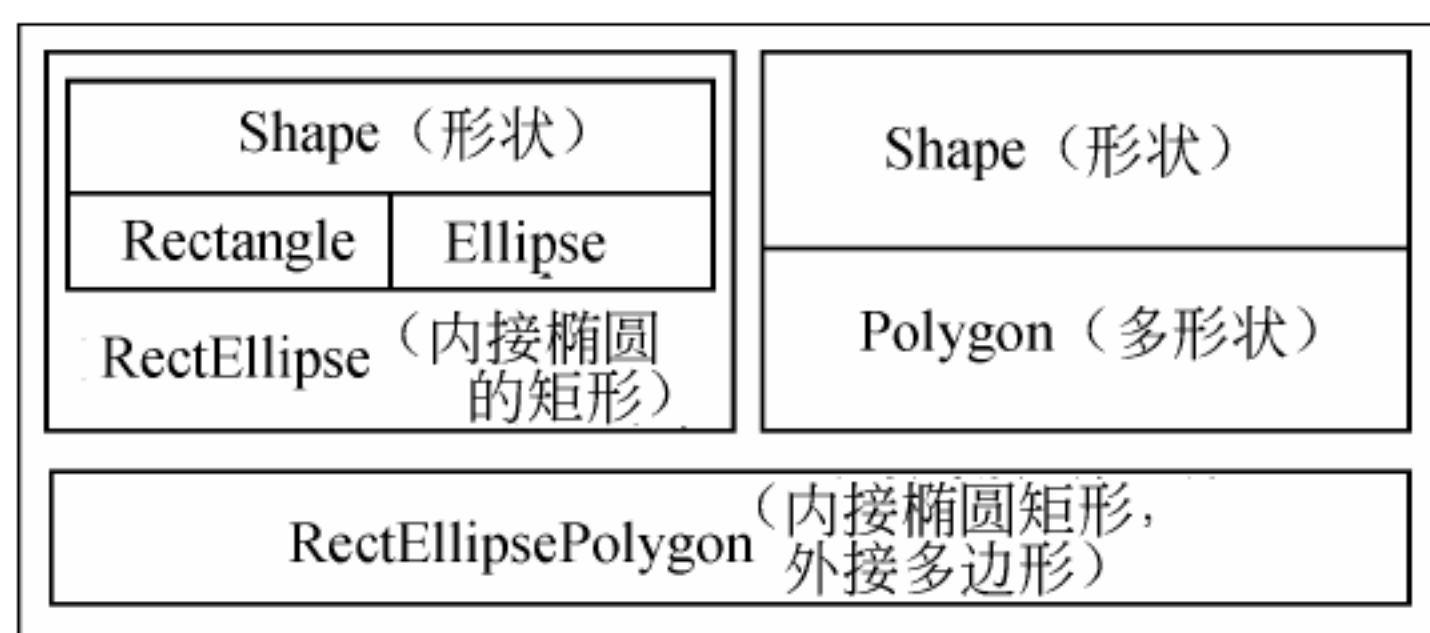 Shape（形状）
Rectangle
Ellipse
RectEllipse（内接椭圆
的矩形）
Shape（形状）
Polygon（多形状）
RectEllipsePolygon（内接椭圆矩形，
外接多边形）